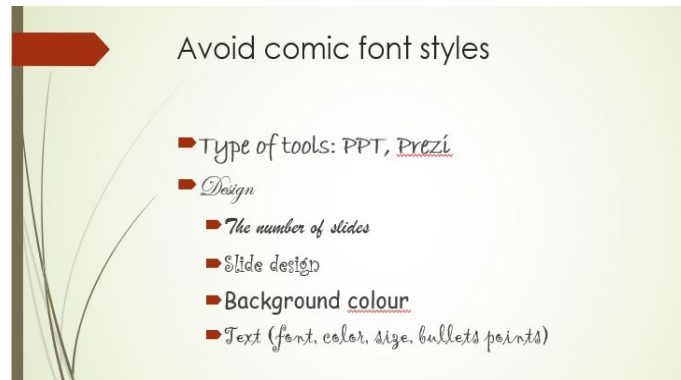 Avoid comic font styles
Type of tools: PPT, Prezi
Design
The number of slides
Slide design
Background colour
Text (font, color, size, bullets points)